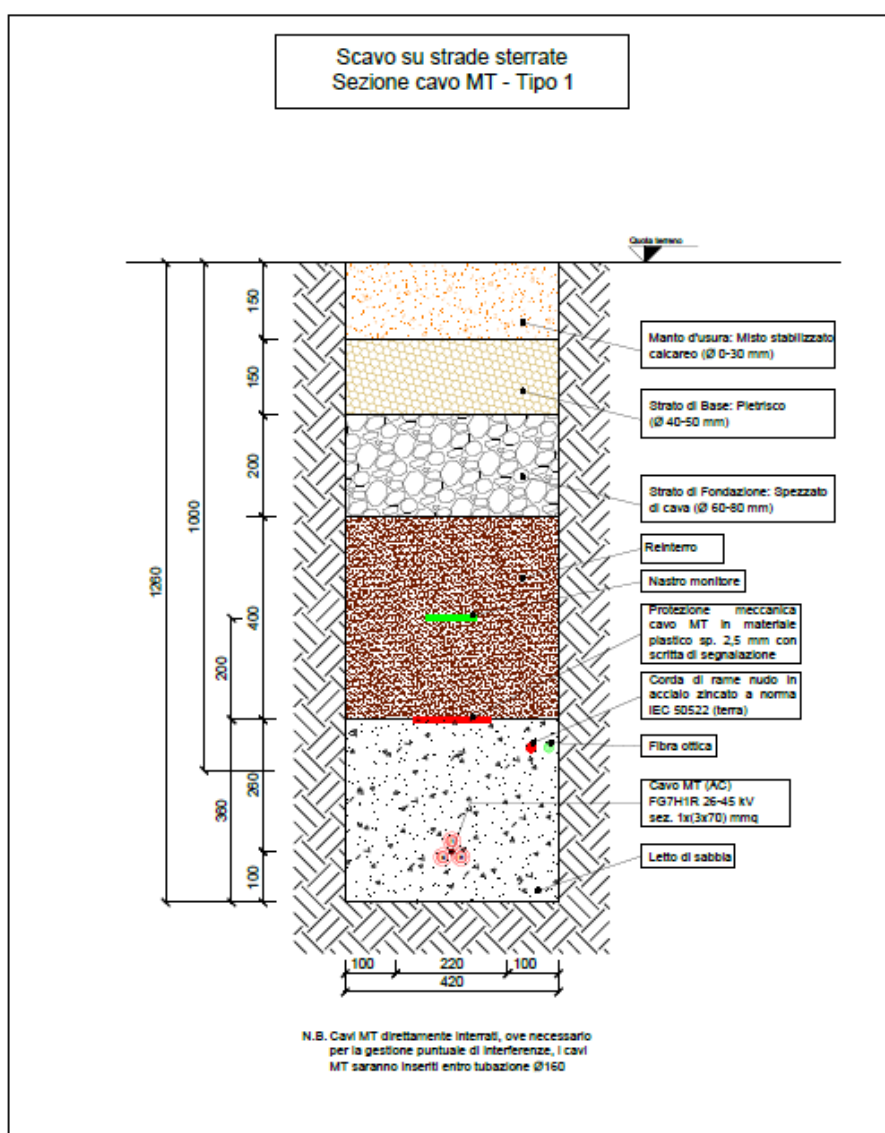 Scavo su strade sterrate
Sezione cavo MT - Tipo 1
Quota terreno
150
150
200
400
260
100
1000
200
360
1260
Manto d'usura: Misto stabilizzato
calcareo (Ø 0-30 mm)
Strato di Base: Pietrisco
(Ø 40-50 mm)
Strato di Fondazione: Spezzato
di cava (Ø 60-80 mm)
Reinterro
Nastro monitore
Protezione meccanica
cavo MT in materiale
plastico sp. 2,5 mm con
scritta di segnalazione
Corda di rame nudo in
acciaio zincato a norma
IEC 50522 (terra)
Fibra ottica
Cavo MT (AC)
FG7H1R 26-45 kV
sez. 1x(3x70) mmq
Letto di sabbia
100 220 100
420
N.B. Cavi MT direttamente interrati, ove necessario
per la gestione puntuale di interferenze, i cavi
MT saranno inseriti entro tubazione Ø160